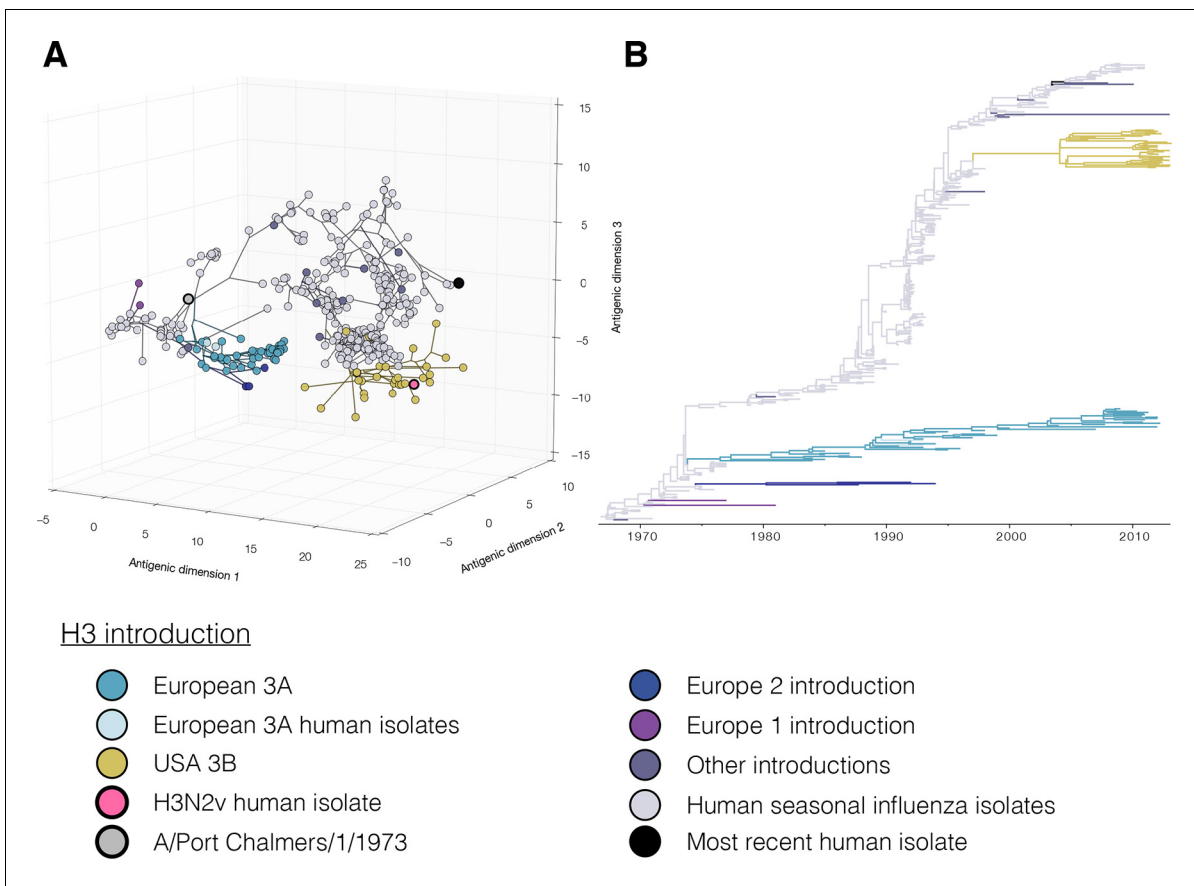 A
B
15
10
5
0
−5
−10
−15
Antigenic dimension 3
−5
0
5
10
15
20
25
Antigenic dimension 1
−10
−5
0
5
10
Antigenic dimension 2
1970
1980
1990
2000
2010
H3 introduction
European 3A
European 3A human isolates
USA 3B
H3N2v human isolate
A/Port Chalmers/1/1973
Europe 2 introduction
Europe 1 introduction
Other introductions
Human seasonal influenza isolates
Most recent human isolate